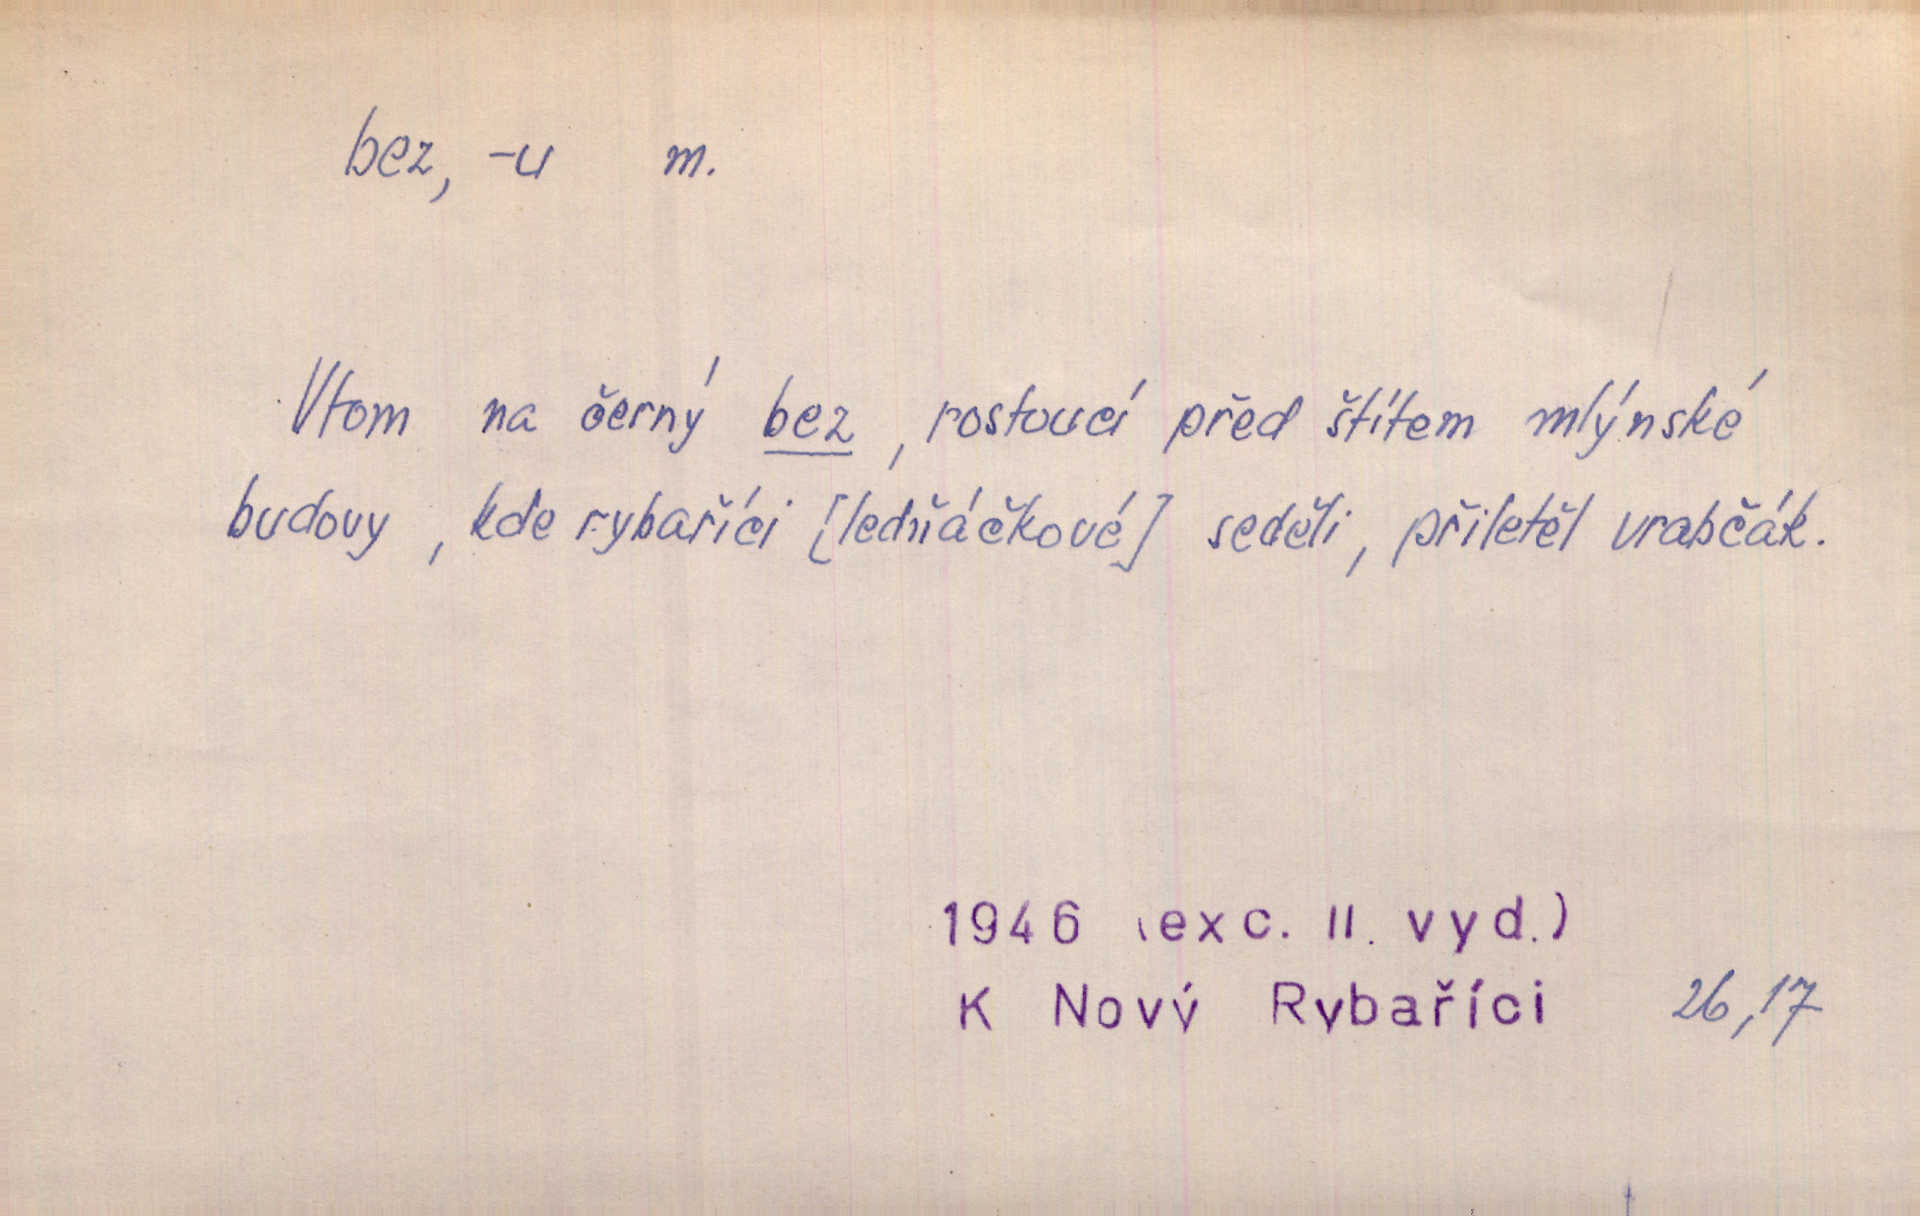 bez, -u m.
Vtom na černý bez, rostoucí před štítem mlýnské
budovy, kde rybaříci [ledňáčkové] seděli, přiletěl vrabčák.
1946 (exc. II. vyd.)
K Nový Rybaříci 26,17